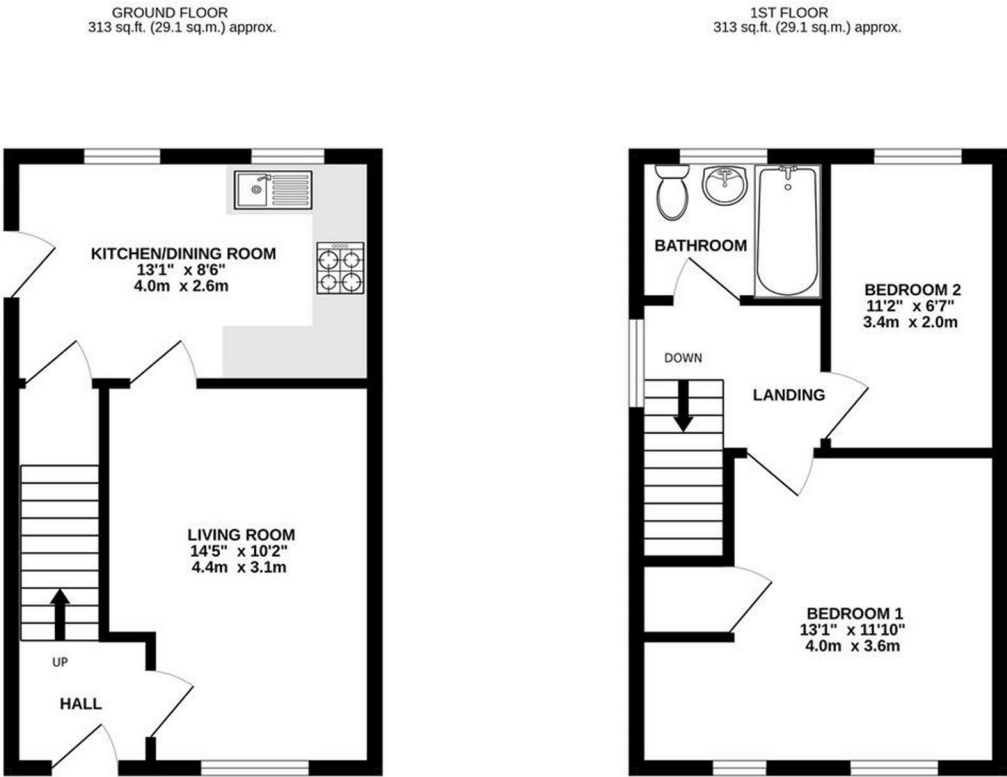 GROUND FLOOR
313 sq.ft. (29.1 sq.m.) approx.
KITCHEN/DINING ROOM
13'1" x 8'6"
4.0m x 2.6m
LIVING ROOM
14'5" x 10'2"
4.4m x 3.1m
UP
HALL
1ST FLOOR
313 sq.ft. (29.1 sq.m.) approx.
BATHROOM
BEDROOM 2
11'2" x 6'7"
3.4m x 2.0m
DOWN
LANDING
BEDROOM 1
13'1" x 11'10"
4.0m x 3.6m